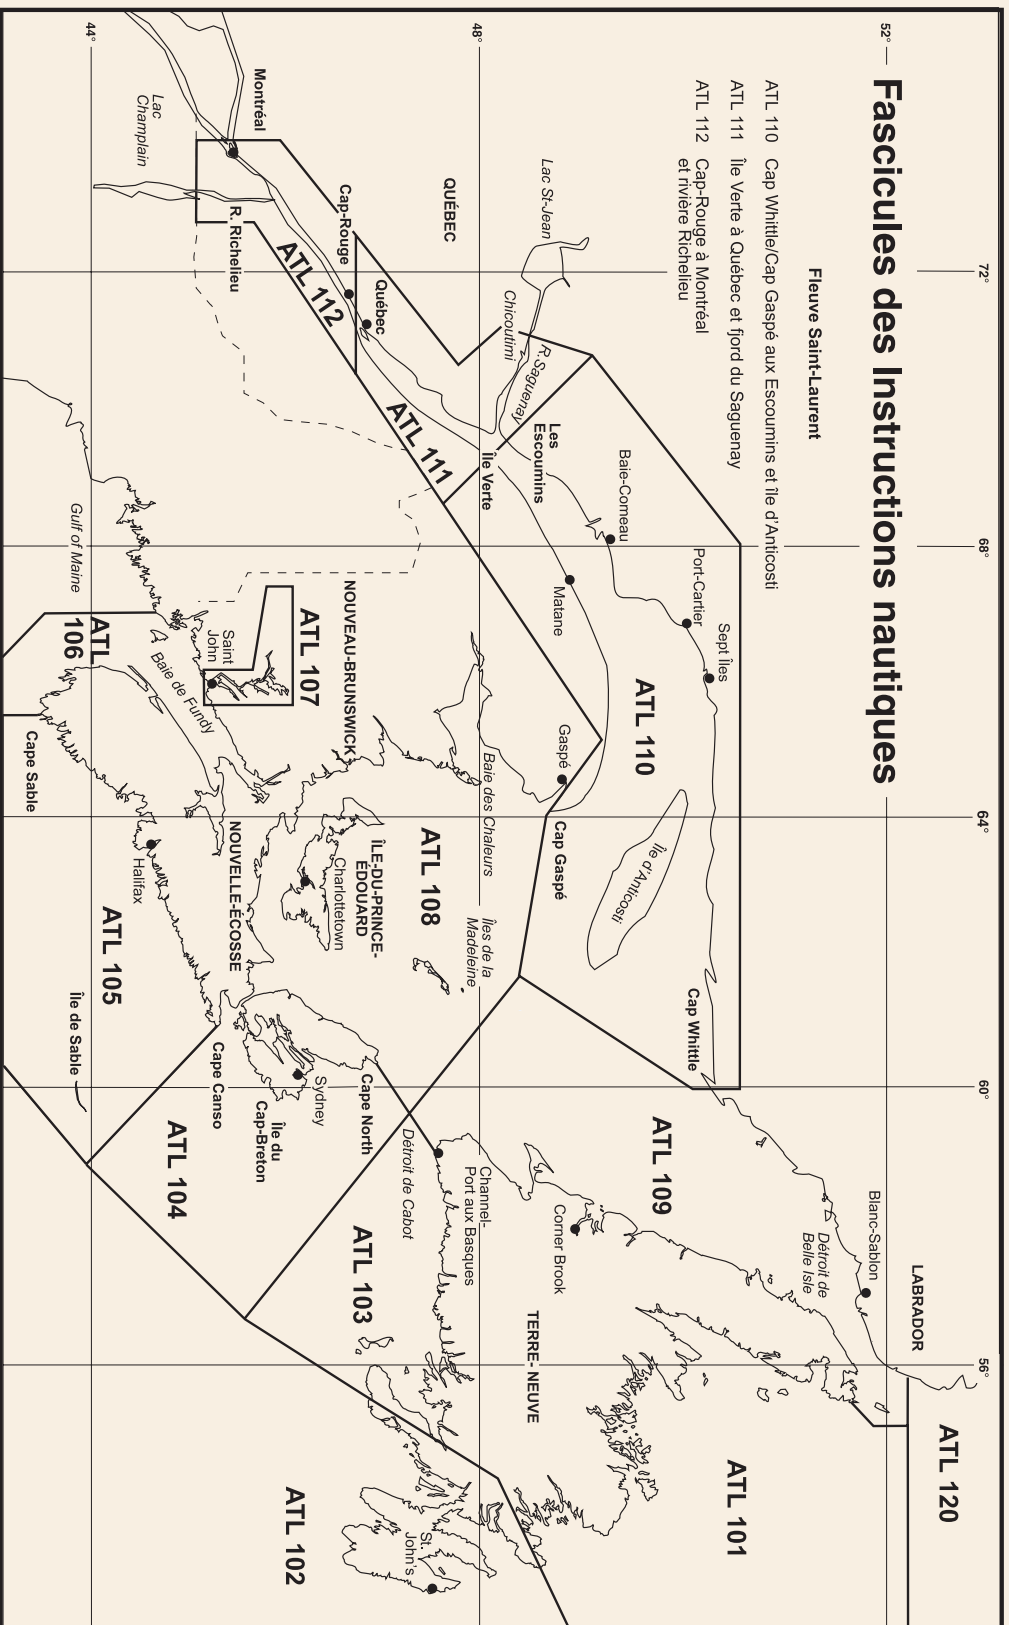 Fascicules des Instructions nautiques
Fleuve Saint-Laurent
ATL 110 Cap Whittle/Cap Gaspé aux Escoumins et île d'Anticosti
ATL 111 Île Verte à Québec et fjord du Saguenay
ATL 112 Cap-Rouge à Montréal
et rivière Richelieu
52°
48°
44°
72°
68°
64°
60°
56°
LABRADOR
ATL 120
Blanc-Sablon
Détroit de
Belle Isle
ATL 101
ATL 109
Cap Whittle
Sept Îles
Port-Cartier
Baie-Comeau
ATL 110
Île d'Anticosti
Corner Brook
TERRE-NEUVE
Lac St-Jean
Chicoutimi
R. Saguenay
Les
Escoumins
Matane
Gaspé
Cap Gaspé
QUÉBEC
Île Verte
Baie des Chaleurs
Îles de la
Madeleine
Channel-
Port aux Basques
St.
John's
ATL 111
ATL 108
Détroit de Cabot
Québec
Cap-Rouge
ÎLE-DU-PRINCE-
ÉDOUARD
Charlottetown
Cape North
ATL 103
NOUVEAU-BRUNSWICK
ATL 112
ATL 107
Sydney
ATL 102
Île du
Cap-Breton
Montréal
R. Richelieu
Saint
John
NOUVELLE-ÉCOSSE
Cape Canso
Baie de Fundy
ATL 104
Lac
Champlain
Halifax
ATL 105
ATL
106
Gulf of Maine
Île de Sable
Cape Sable